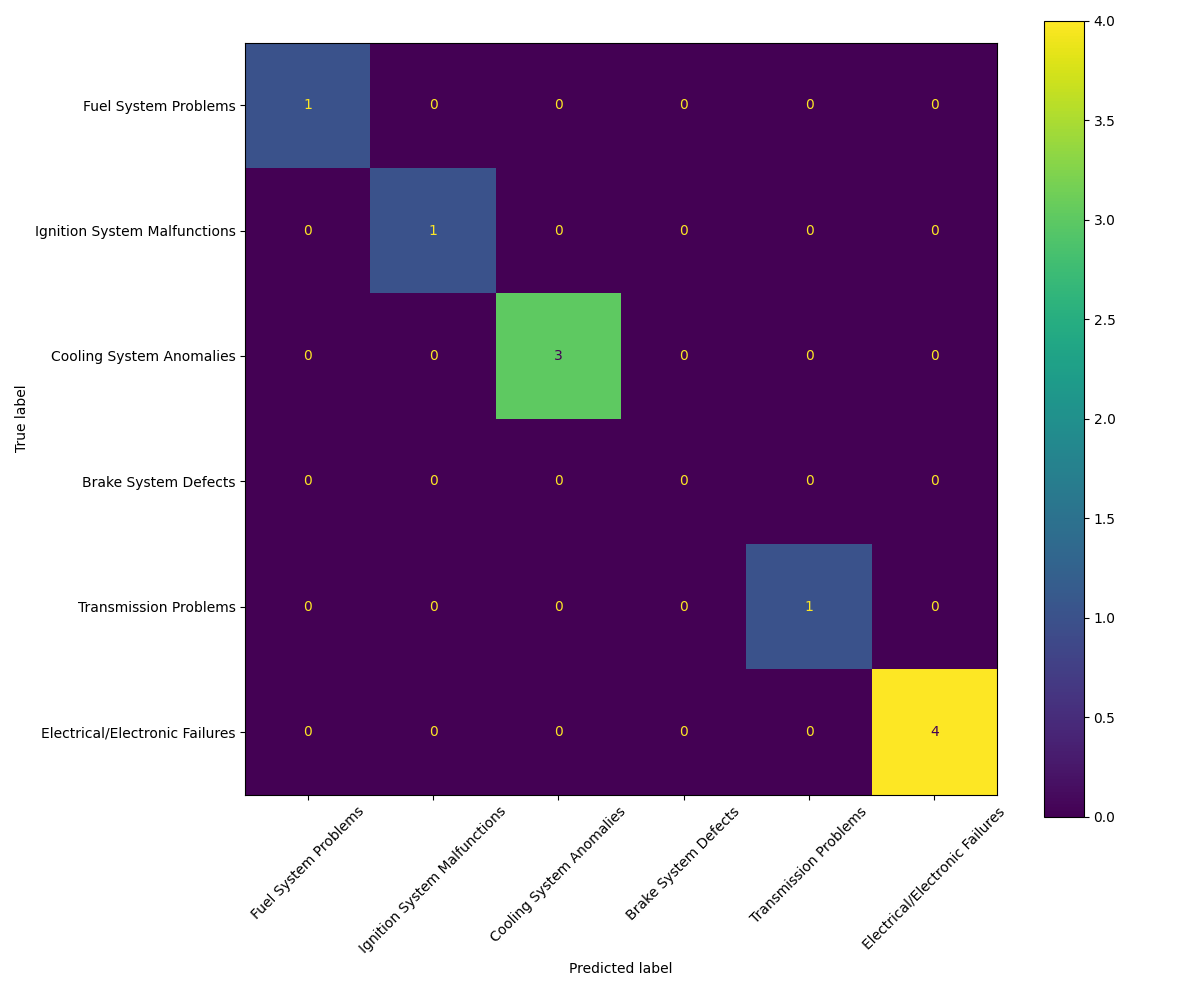 Fuel System Problems 1 0 0 0 0 0
Ignition System Malfunctions 0 1 0 0 0 0
Cooling System Anomalies 0 0 3 0 0 0
Brake System Defects 0 0 0 0 0 0
Transmission Problems 0 0 0 0 1 0
Electrical/Electronic Failures 0 0 0 0 0 4
True label
Fuel System Problems
Ignition System Malfunctions
Cooling System Anomalies
Brake System Defects
Transmission Problems
Electrical/Electronic Failures
Predicted label
4.0
3.5
3.0
2.5
2.0
1.5
1.0
0.5
0.0